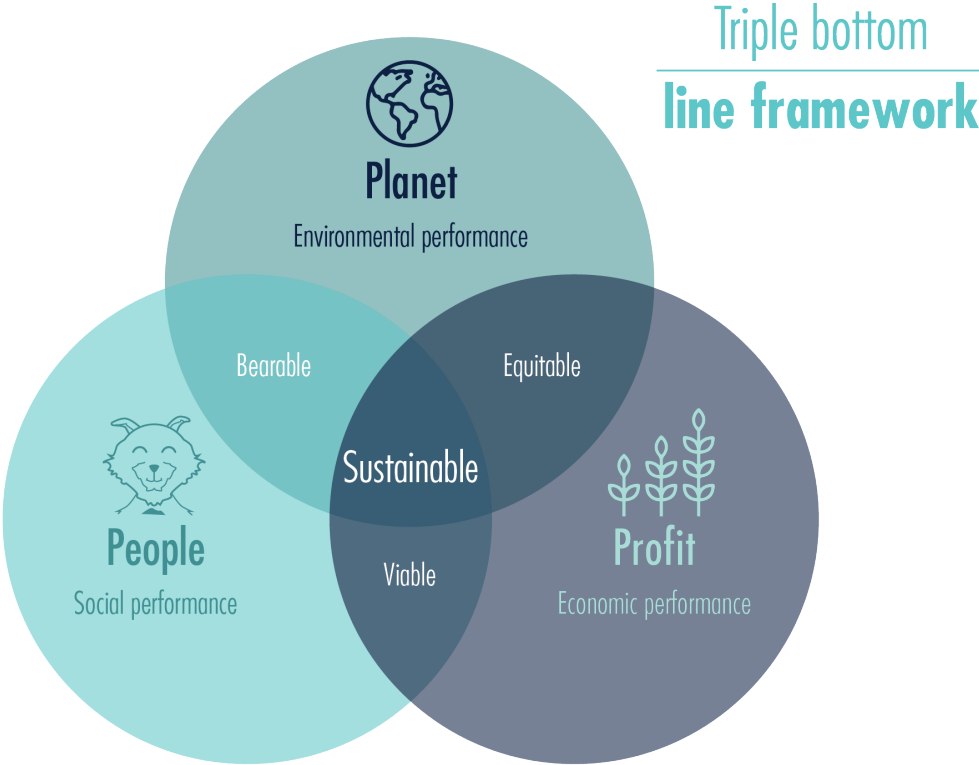 Triple bottom
line framework
Planet
Environmental performance
Bearable
Equitable
Sustainable
People
Social performance
Profit
Economic performance
Viable